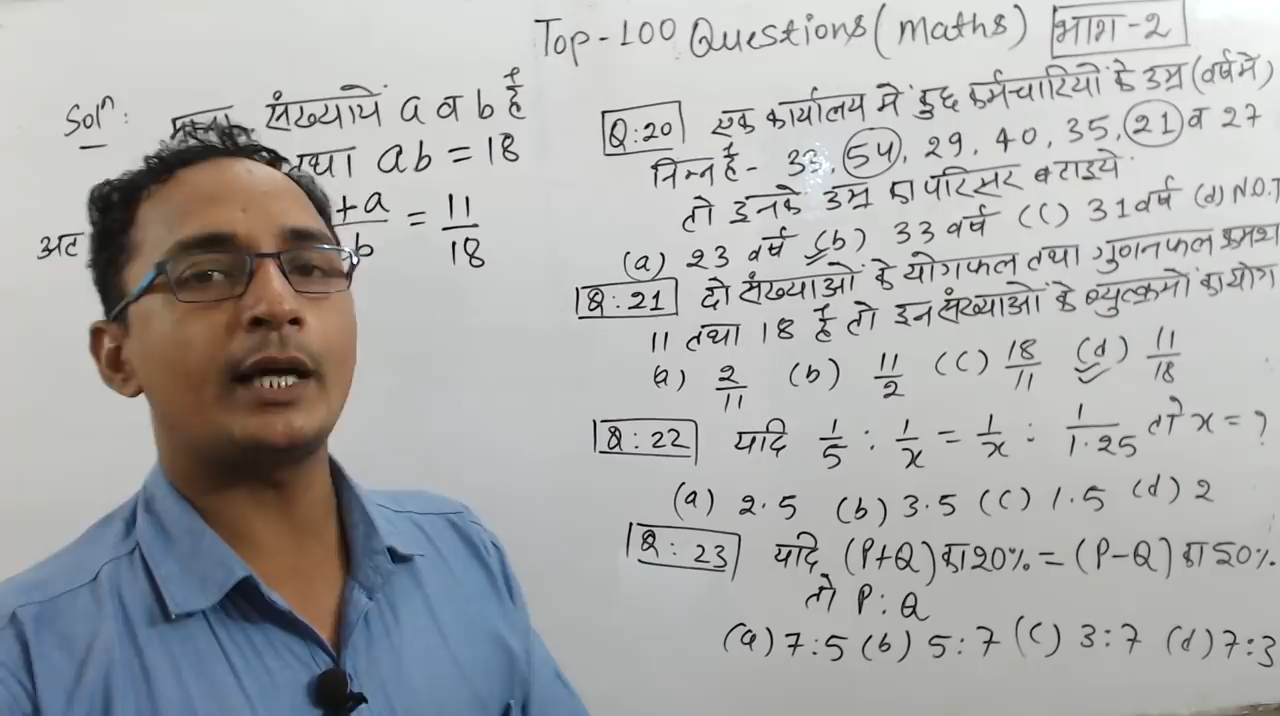 Top-100 Questions (Maths) भाग-2
Solⁿ: संख्यायें a व b हैं
तथा ab = 18
अत +a/b = 11/18
Q:20 एक कार्यालय में कुछ कर्मचारियों के उम्र (वर्ष में)
निम्न है- 33, 54, 29, 40, 35, 21 व 27
तो इनके उम्र का परिसर बताइये
(a) 23 वर्ष (b) 33 वर्ष (c) 31 वर्ष (d) N.O.T
Q:21 दो संख्याओं के योगफल तथा गुणनफल क्रमश
11 तथा 18 है तो इन संख्याओं के व्युत्क्रमों का योग
(a) 2/11 (b) 11/2 (c) 18/11 (d) 11/18
Q:22 यदि 1/5 : 1/x = 1/x : 1/1.25 तो x = ?
(a) 2.5 (b) 3.5 (c) 1.5 (d) 2
Q:23 यदि (P+Q) का 20% = (P-Q) का 50%
तो P:Q
(a) 7:5 (b) 5:7 (c) 3:7 (d) 7:3